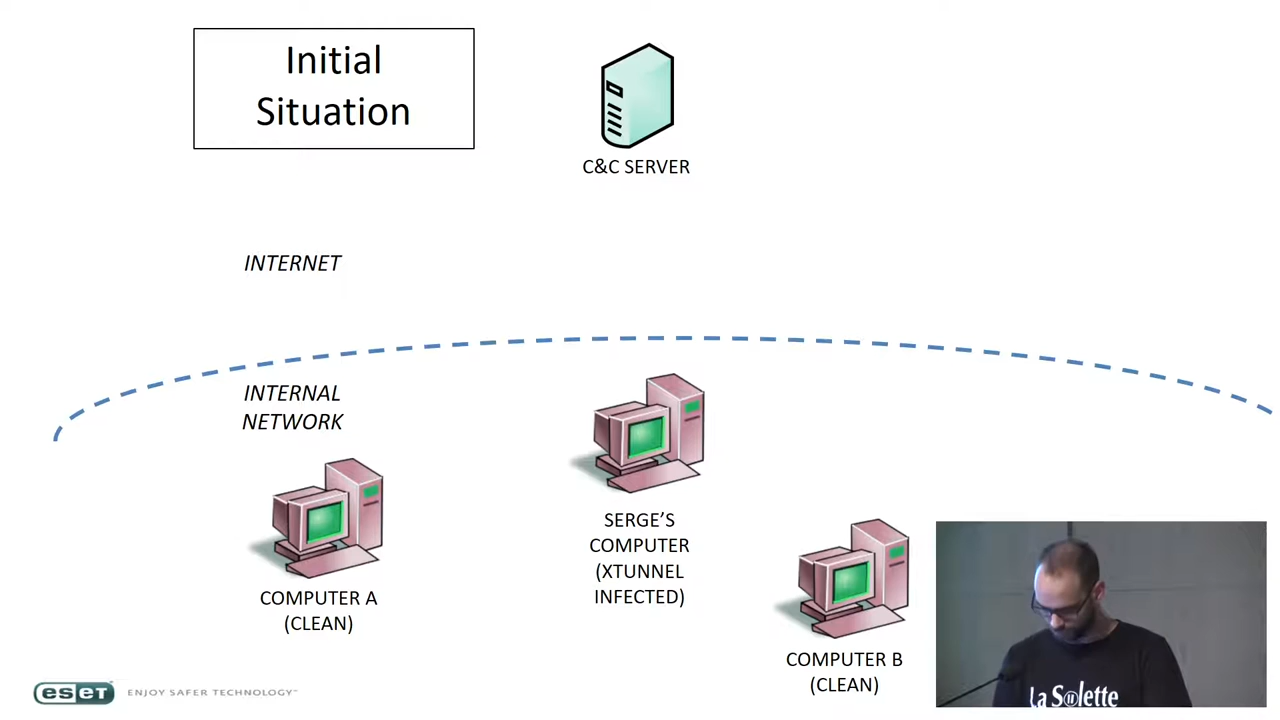 Initial
Situation
C&C SERVER
INTERNET
INTERNAL
NETWORK
SERGE'S
COMPUTER
(XTUNNEL
INFECTED)
COMPUTER A
(CLEAN)
COMPUTER B
(CLEAN)
eset ENJOY SAFER TECHNOLOGY™
La Salette